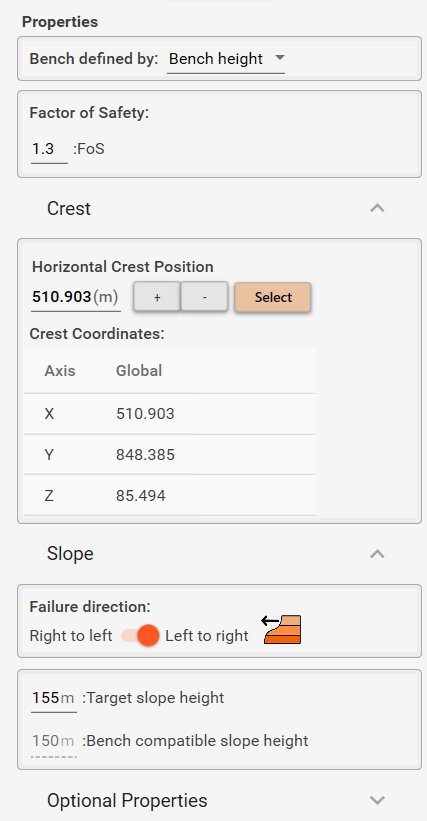 Properties
Bench defined by: Bench height
Factor of Safety:
1.3 :FoS
Crest
Horizontal Crest Position
510.903(m) + - Select
Crest Coordinates:
Axis Global
X 510.903
Y 848.385
Z 85.494
Slope
Failure direction:
Right to left Left to right
155m :Target slope height
150m :Bench compatible slope height
Optional Properties